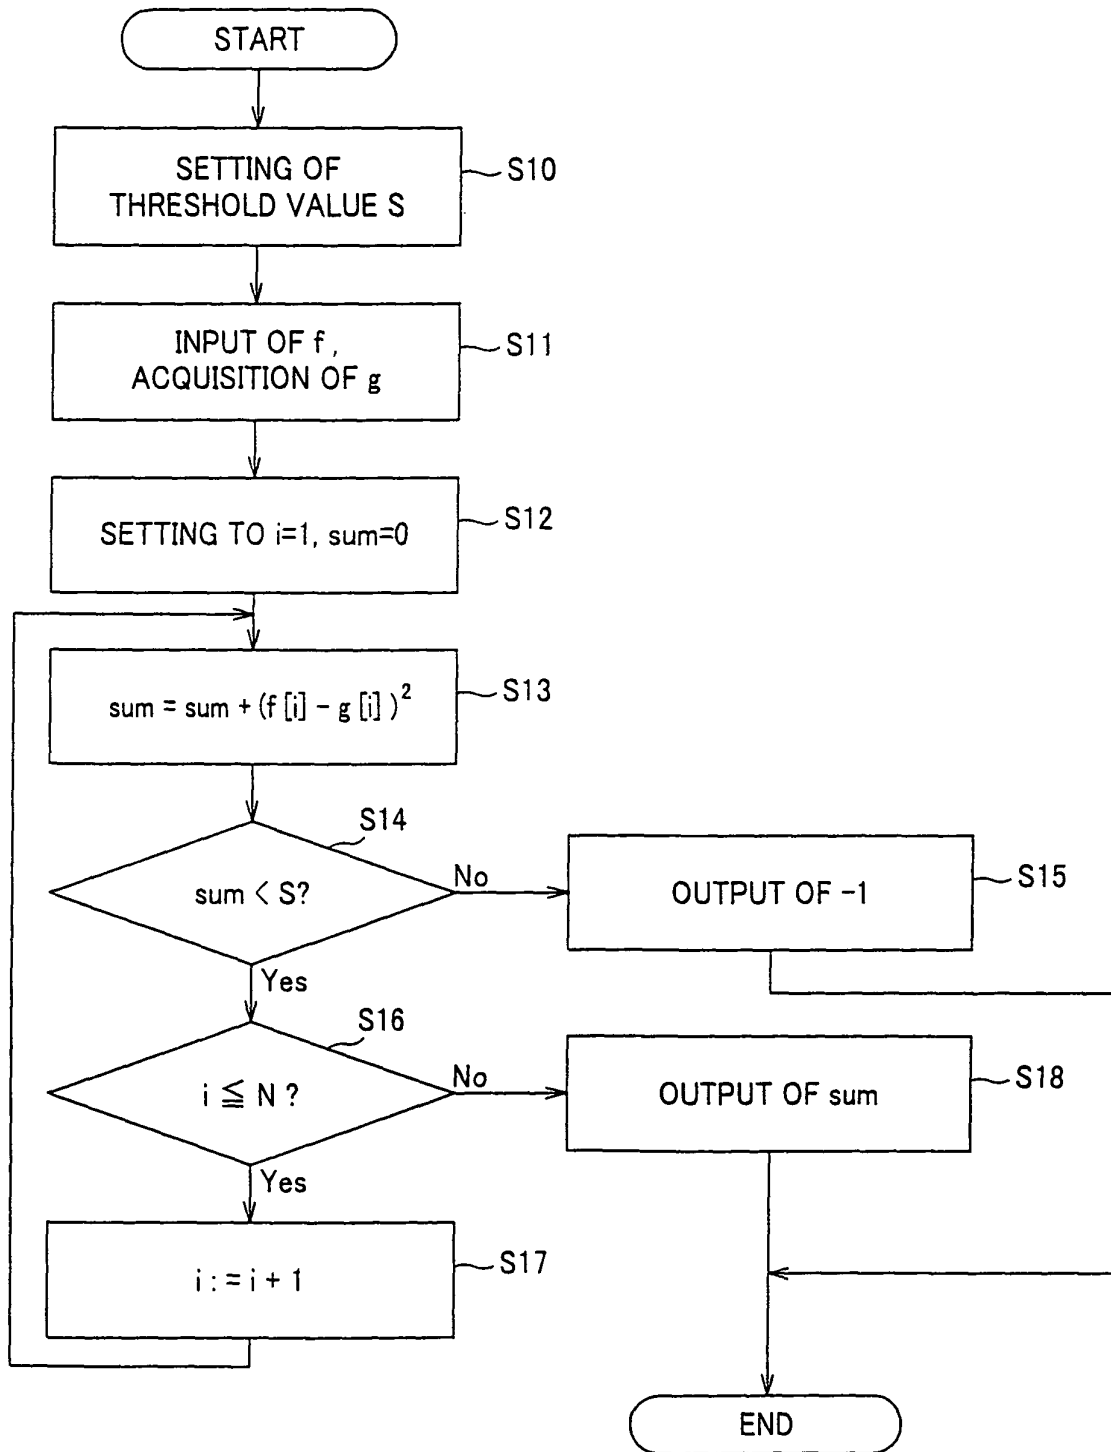 START
SETTING OF
THRESHOLD VALUE S
S10
INPUT OF f,
ACQUISITION OF g
S11
SETTING TO i=1, sum=0
S12
sum = sum + (f [i] - g [i] )²
S13
S14
sum < S?
No
OUTPUT OF -1
S15
Yes
S16
i ≦ N ?
No
OUTPUT OF sum
S18
Yes
i : = i + 1
S17
END